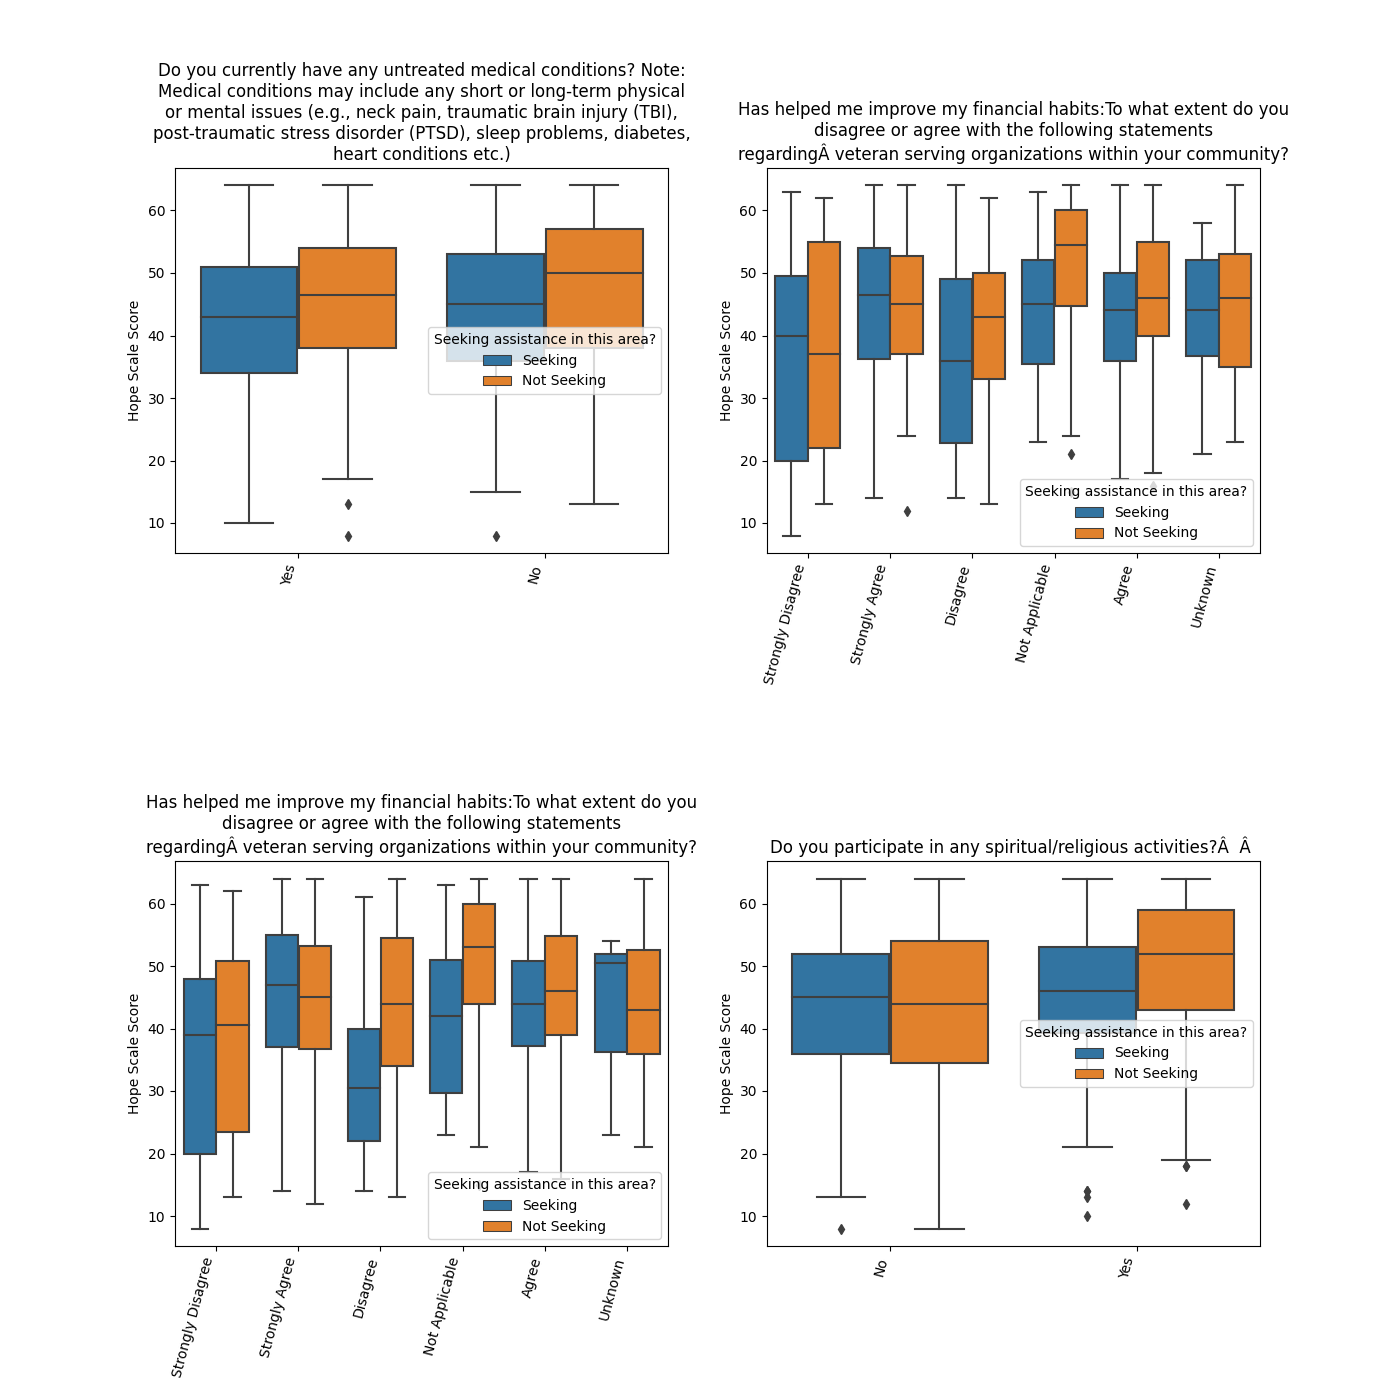 Do you currently have any untreated medical conditions? Note:
Medical conditions may include any short or long-term physical
or mental issues (e.g., neck pain, traumatic brain injury (TBI),
post-traumatic stress disorder (PTSD), sleep problems, diabetes,
heart conditions etc.)
Hope Scale Score
60
50
40
30
20
10
Seeking assistance in this area?
Seeking
Not Seeking
Yes
No
Has helped me improve my financial habits:To what extent do you
disagree or agree with the following statements
regardingÂ veteran serving organizations within your community?
Hope Scale Score
60
50
40
30
20
10
Seeking assistance in this area?
Seeking
Not Seeking
Strongly Disagree
Strongly Agree
Disagree
Not Applicable
Agree
Unknown
Has helped me improve my financial habits:To what extent do you
disagree or agree with the following statements
regardingÂ veteran serving organizations within your community?
Hope Scale Score
60
50
40
30
20
10
Seeking assistance in this area?
Seeking
Not Seeking
Strongly Disagree
Strongly Agree
Disagree
Not Applicable
Agree
Unknown
Do you participate in any spiritual/religious activities?Â  Â
Hope Scale Score
60
50
40
30
20
10
Seeking assistance in this area?
Seeking
Not Seeking
No
Yes